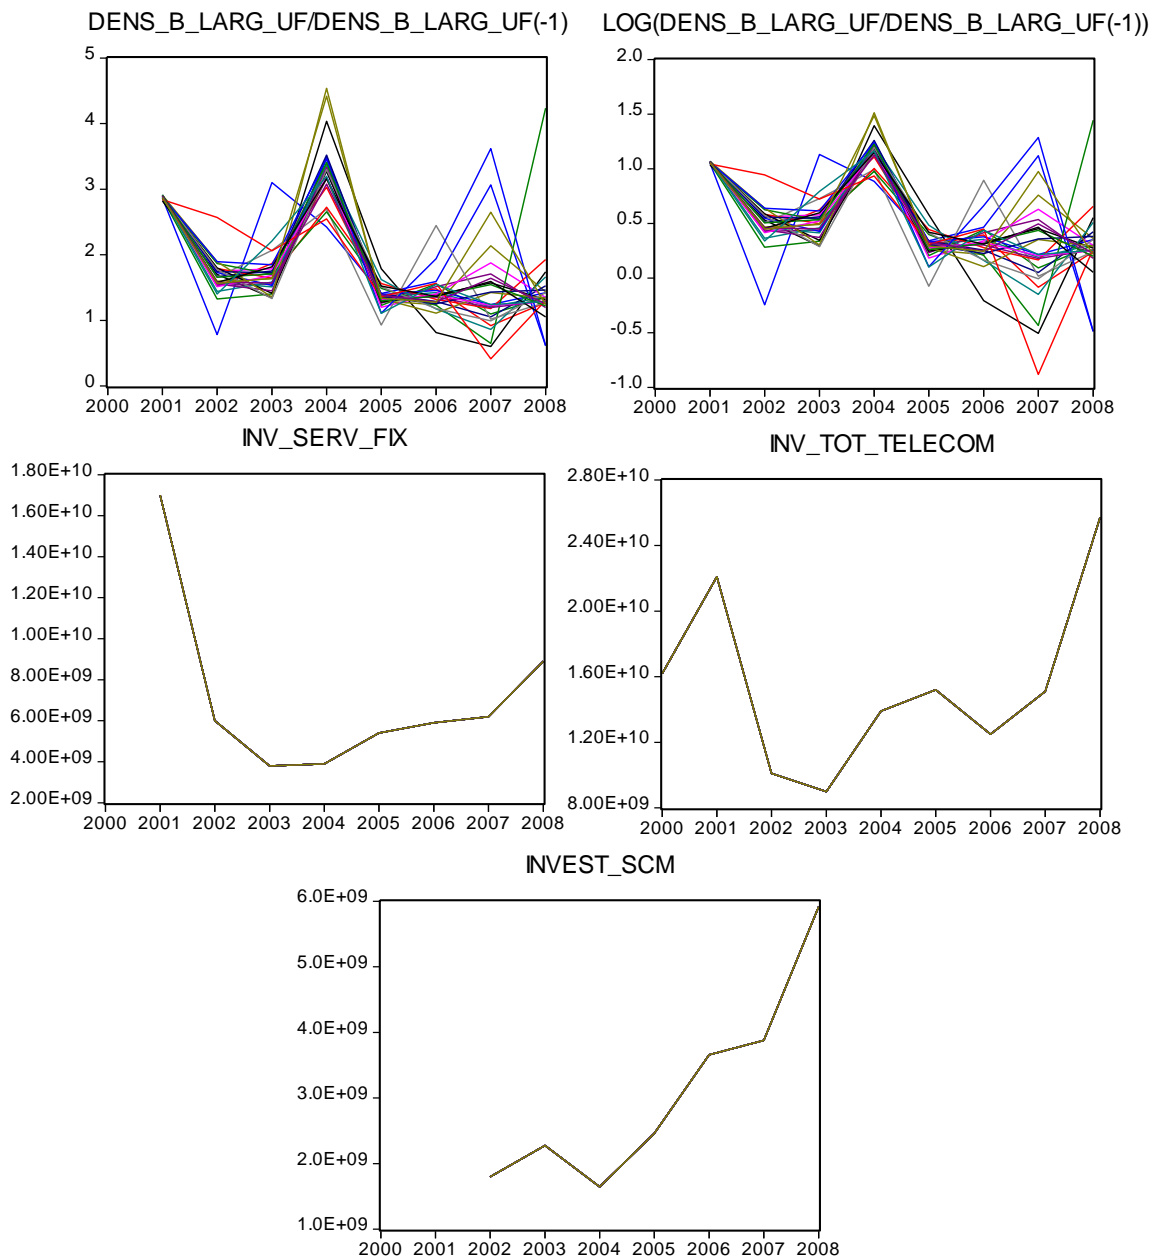 DENS_B_LARG_UF/DENS_B_LARG_UF(-1)
5
4
3
2
1
0
2000 2001 2002 2003 2004 2005 2006 2007 2008
LOG(DENS_B_LARG_UF/DENS_B_LARG_UF(-1))
2.0
1.5
1.0
0.5
0.0
-0.5
-1.0
2000 2001 2002 2003 2004 2005 2006 2007 2008
INV_SERV_FIX
1.80E+10
1.60E+10
1.40E+10
1.20E+10
1.00E+10
8.00E+09
6.00E+09
4.00E+09
2.00E+09
2000 2001 2002 2003 2004 2005 2006 2007 2008
INV_TOT_TELECOM
2.80E+10
2.40E+10
2.00E+10
1.60E+10
1.20E+10
8.00E+09
2000 2001 2002 2003 2004 2005 2006 2007 2008
INVEST_SCM
6.0E+09
5.0E+09
4.0E+09
3.0E+09
2.0E+09
1.0E+09
2000 2001 2002 2003 2004 2005 2006 2007 2008